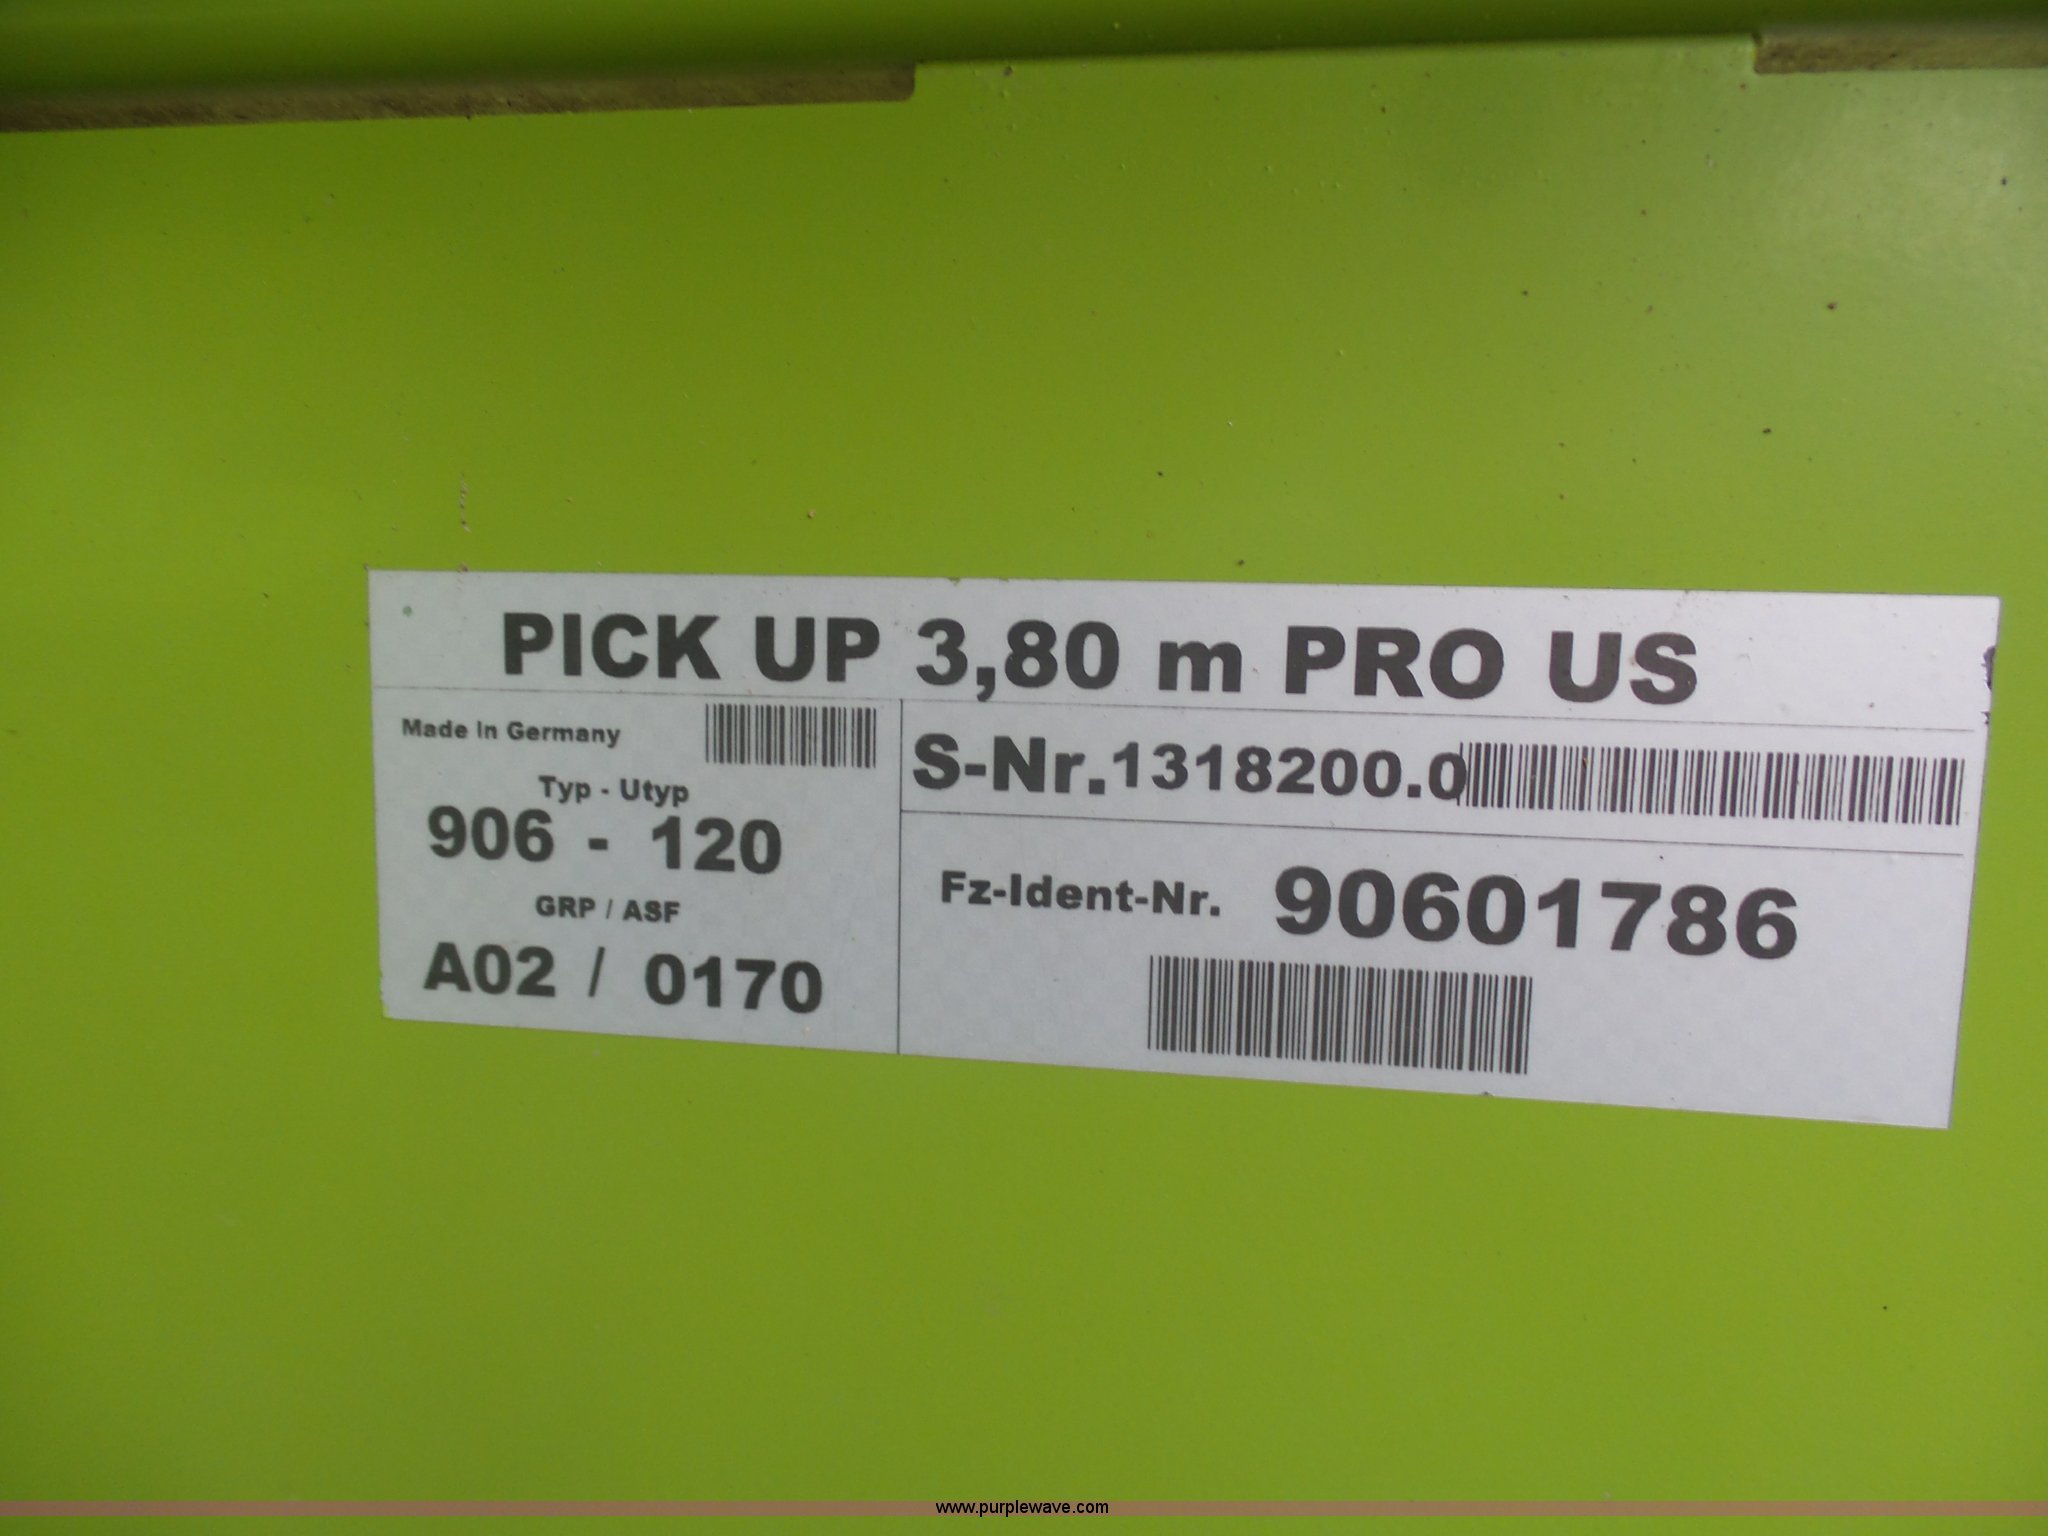 PICK UP 3,80 m PRO US
Made In Germany
Typ - Utyp
906 - 120
GRP / ASF
A02 / 0170
S-Nr.1318200.0
Fz-Ident-Nr. 90601786
www.purplewave.com